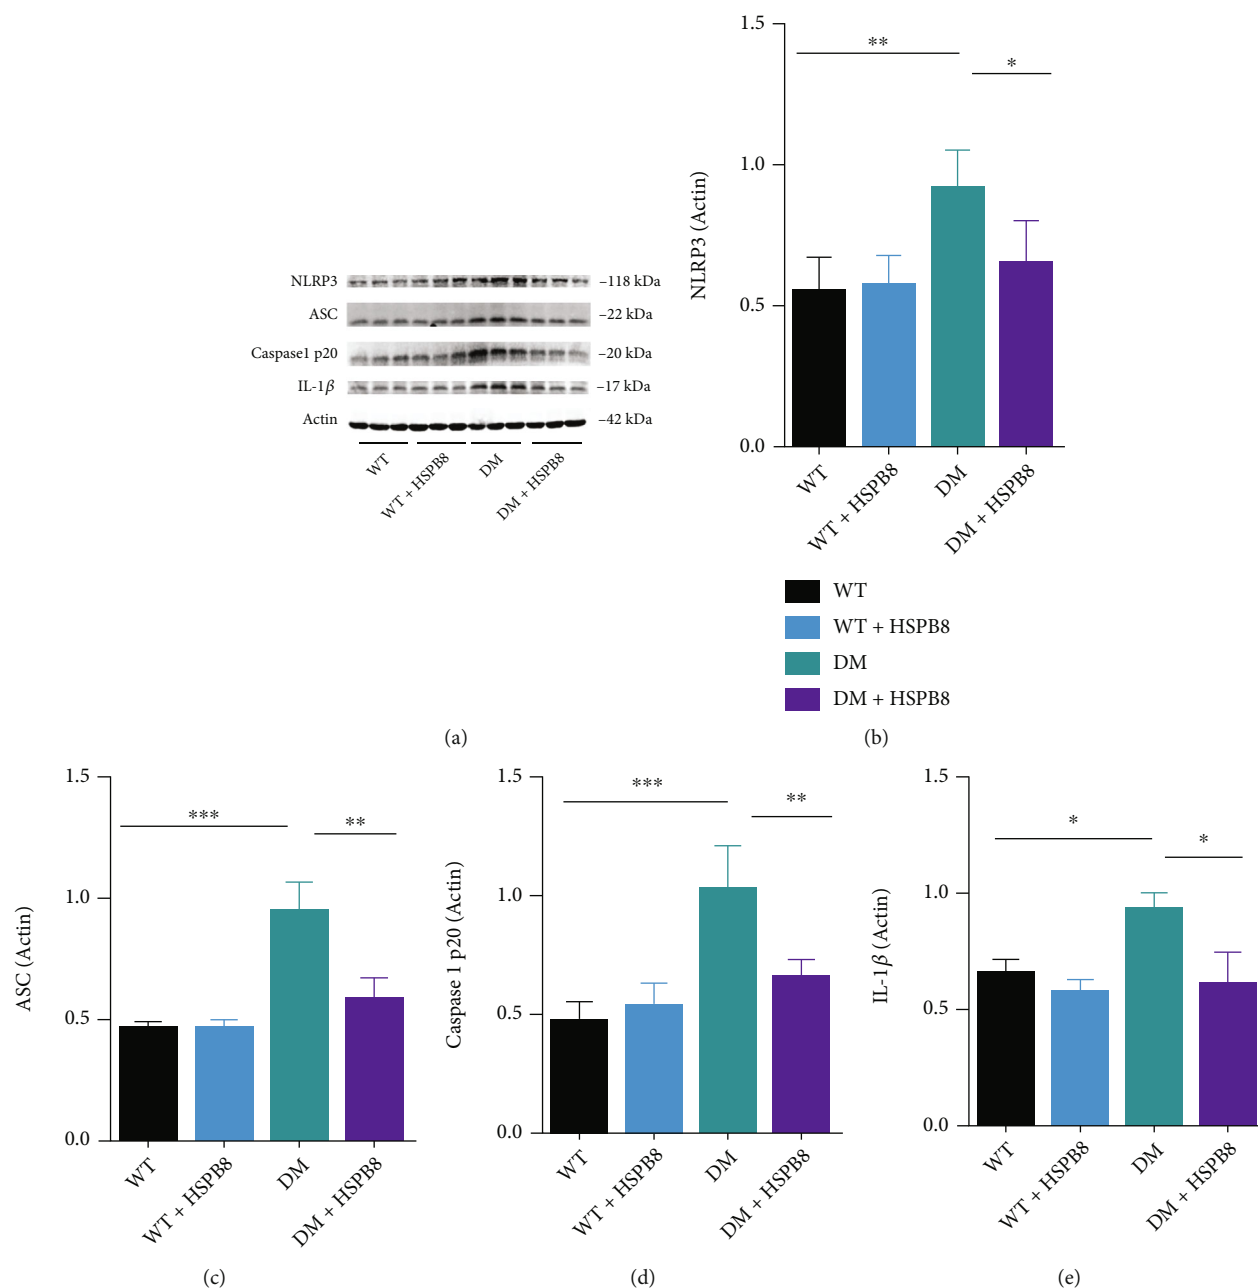 NLRP3
–118 kDa
ASC
–22 kDa
Caspase1 p20
–20 kDa
IL-1β
–17 kDa
Actin
–42 kDa
WT
WT + HSPB8
DM
DM + HSPB8
(a)
1.5
1.0
0.5
0.0
NLRP3 (Actin)
**
*
WT
WT + HSPB8
DM
DM + HSPB8
WT
WT + HSPB8
DM
DM + HSPB8
(b)
1.5
1.0
0.5
0.0
ASC (Actin)
***
**
WT
WT + HSPB8
DM
DM + HSPB8
(c)
1.5
1.0
0.5
0.0
Caspase 1 p20 (Actin)
***
**
WT
WT + HSPB8
DM
DM + HSPB8
(d)
1.5
1.0
0.5
0.0
IL-1β (Actin)
*
*
WT
WT + HSPB8
DM
DM + HSPB8
(e)